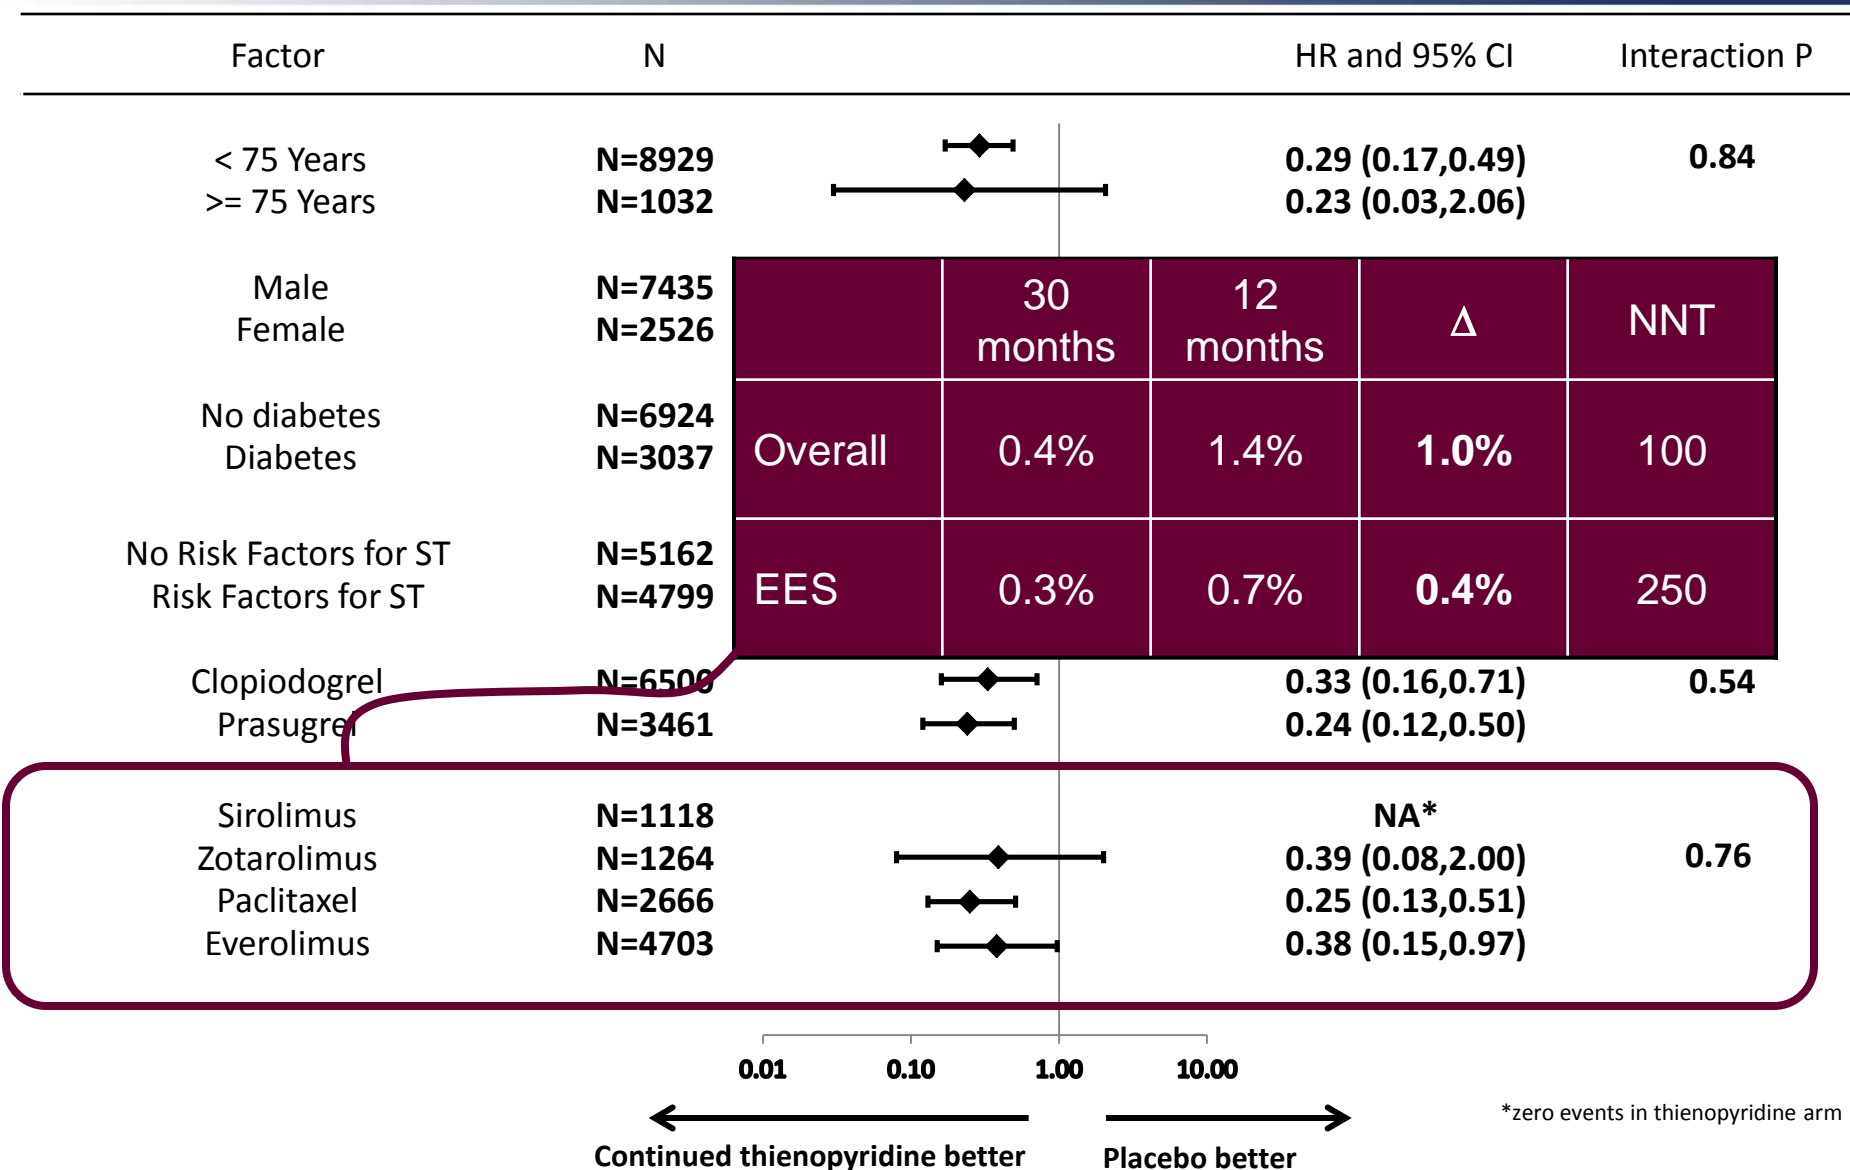 Factor N HR and 95% CI Interaction P
< 75 Years N=8929 0.29 (0.17,0.49) 0.84
>= 75 Years N=1032 0.23 (0.03,2.06)
Male N=7435
Female N=2526
No diabetes N=6924
Diabetes N=3037
No Risk Factors for ST N=5162
Risk Factors for ST N=4799
30 months 12 months Δ NNT
Overall 0.4% 1.4% 1.0% 100
EES 0.3% 0.7% 0.4% 250
Clopiodogrel N=6500 0.33 (0.16,0.71) 0.54
Prasugrel N=3461 0.24 (0.12,0.50)
Sirolimus N=1118 NA*
Zotarolimus N=1264 0.39 (0.08,2.00) 0.76
Paclitaxel N=2666 0.25 (0.13,0.51)
Everolimus N=4703 0.38 (0.15,0.97)
0.01 0.10 1.00 10.00
*zero events in thienopyridine arm
Continued thienopyridine better Placebo better